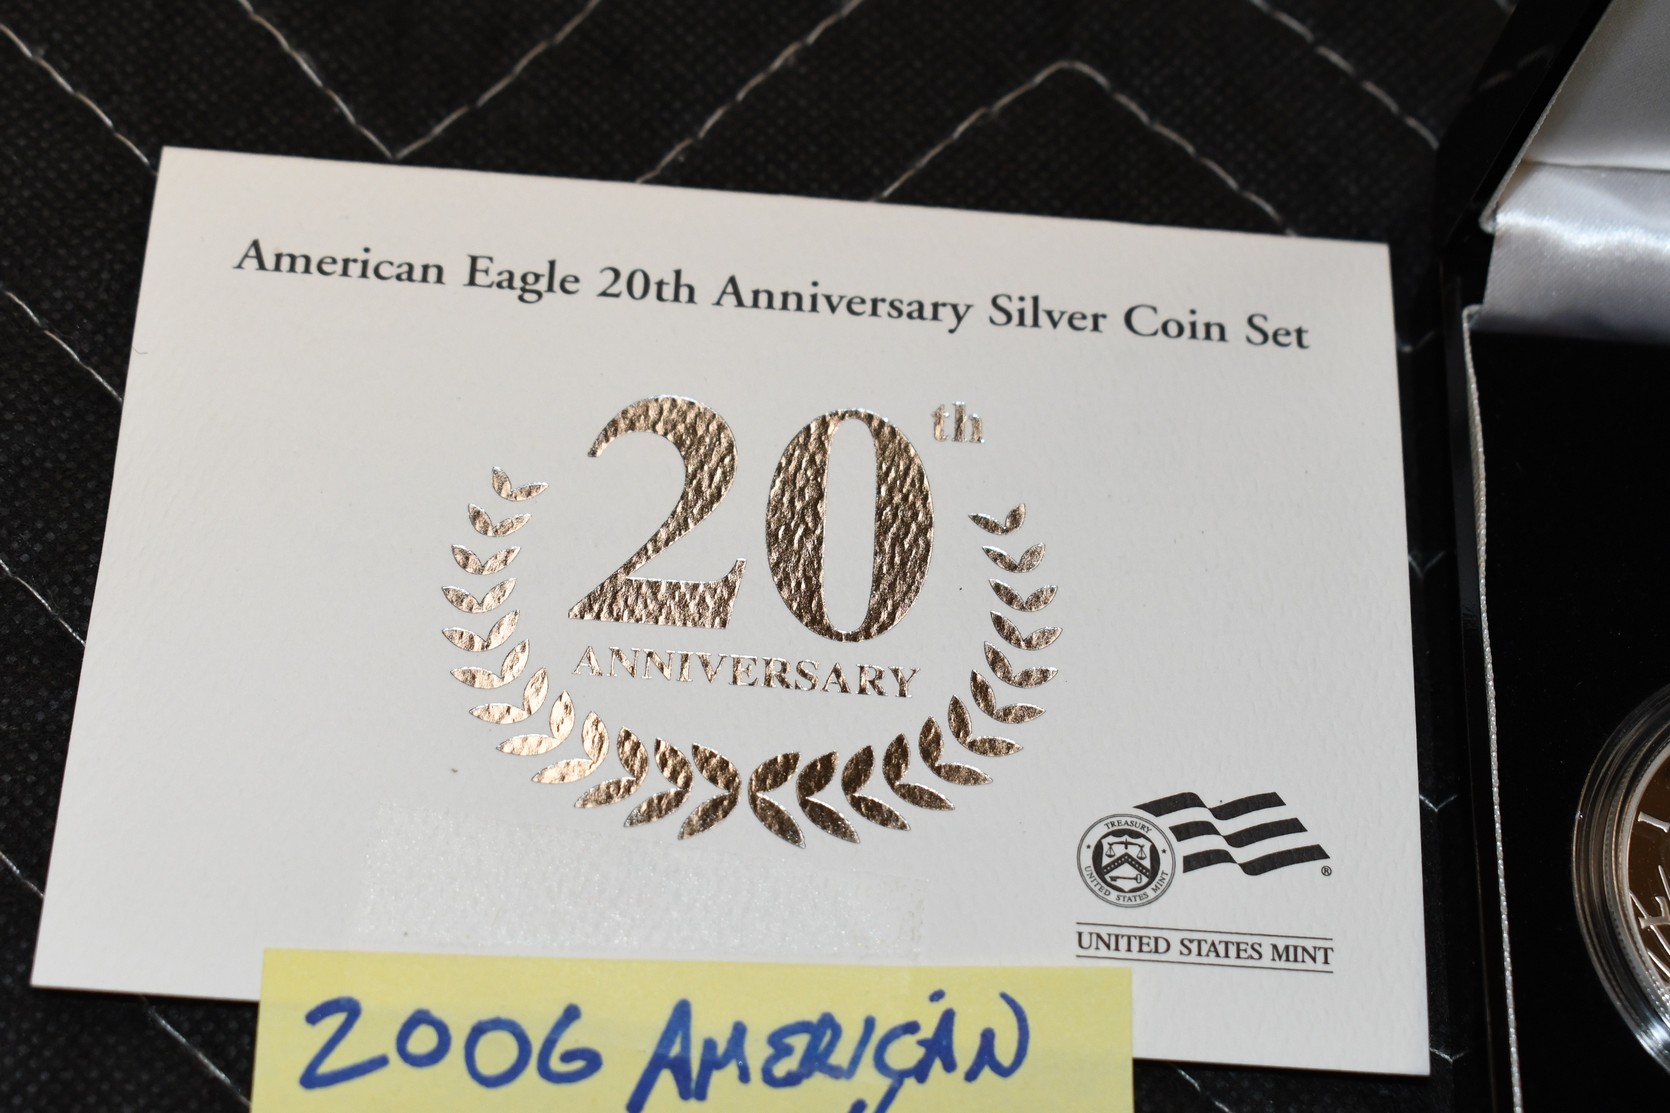 American Eagle 20th Anniversary Silver Coin Set
20th
ANNIVERSARY
TREASURY
UNITED STATES MINT
®
UNITED STATES MINT
2006 AMERICAN